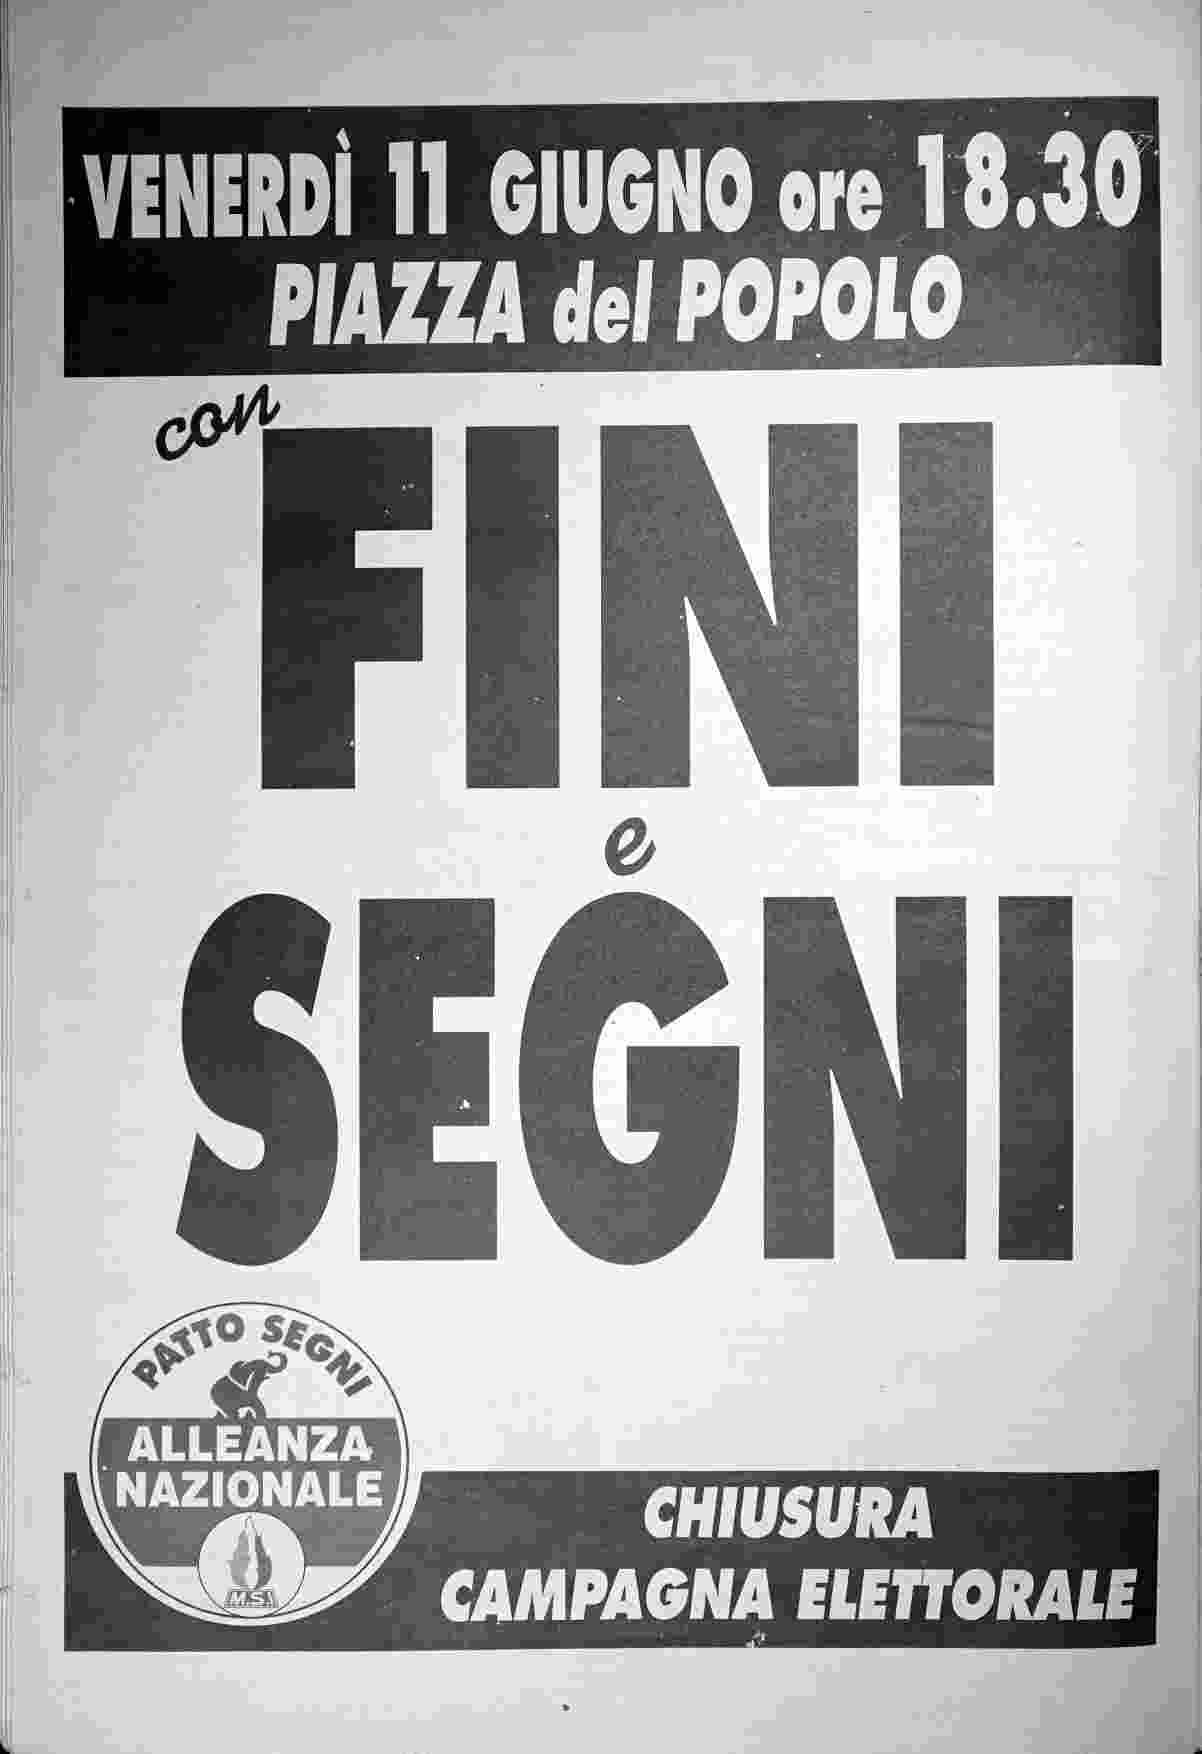 VENERDÌ 11 GIUGNO ore 18.30
PIAZZA del POPOLO
con
FINI
e
SEGNI
PATTO SEGNI
ALLEANZA
NAZIONALE
M.S.I
CHIUSURA
CAMPAGNA ELETTORALE